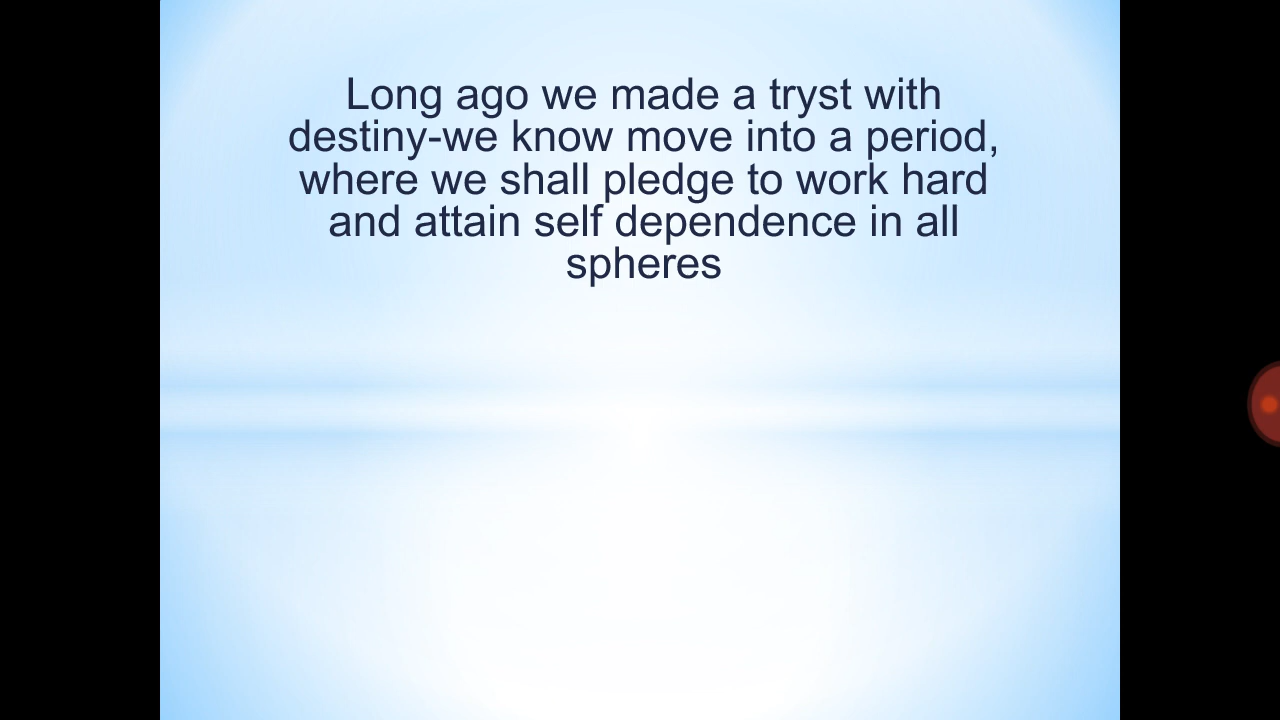 Long ago we made a tryst with
destiny-we know move into a period,
where we shall pledge to work hard
and attain self dependence in all
spheres